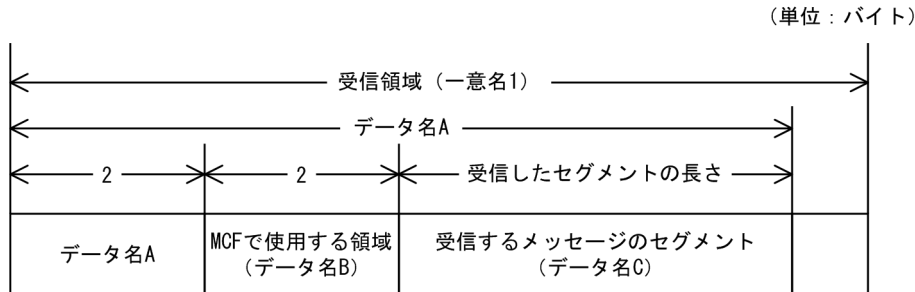 （単位：バイト）
受信領域（一意名1）
データ名A
2
2
受信したセグメントの長さ
データ名A
MCFで使用する領域
（データ名B）
受信するメッセージのセグメント
（データ名C）